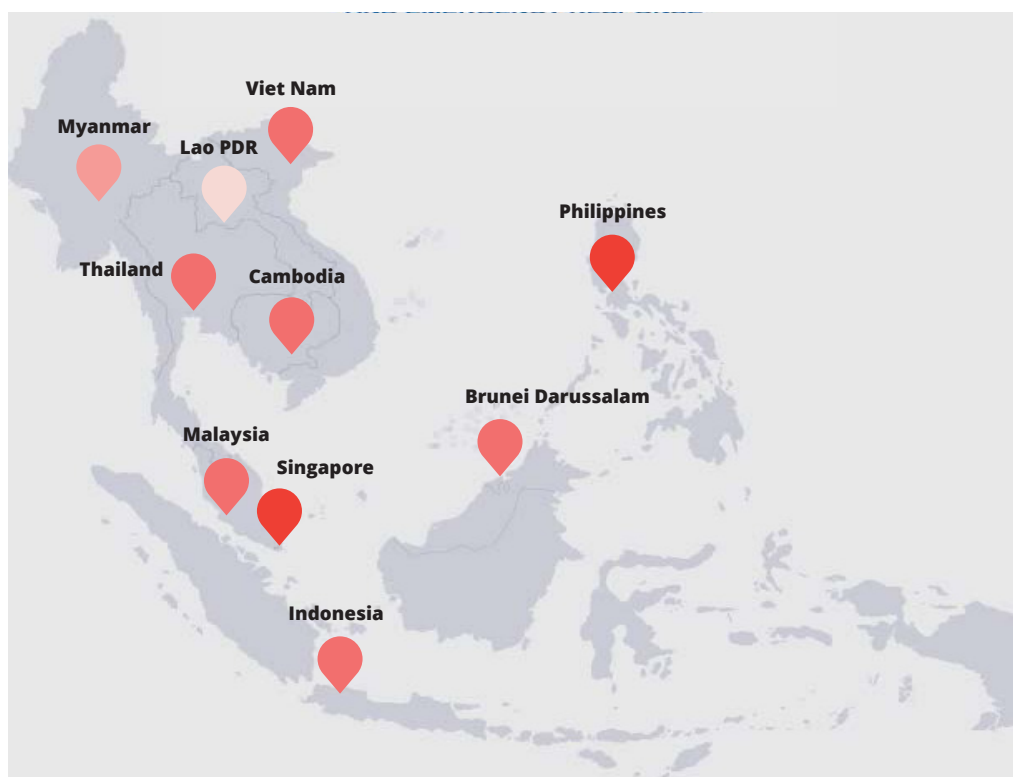 Viet Nam
Myanmar
Lao PDR
Philippines
Thailand
Cambodia
Brunei Darussalam
Malaysia
Singapore
Indonesia